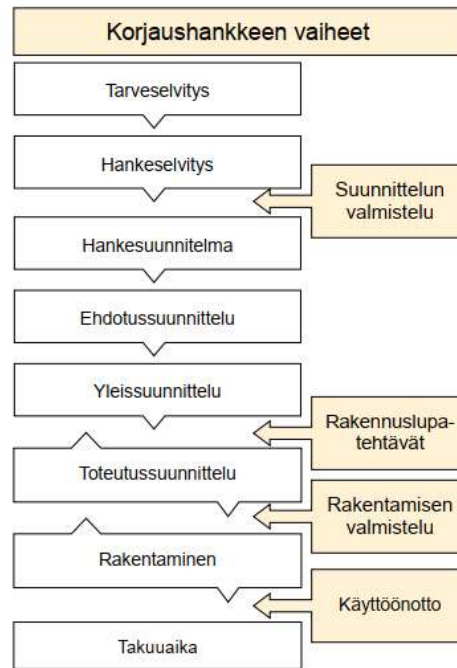 Korjaushankkeen vaiheet
Tarveselvitys
Hankeselvitys
Suunnittelun
valmistelu
Hankesuunnitelma
Ehdotussuunnittelu
Yleissuunnittelu
Rakennuslupa-
tehtävät
Toteutussuunnittelu
Rakentamisen
valmistelu
Rakentaminen
Käyttöönotto
Takuuaika